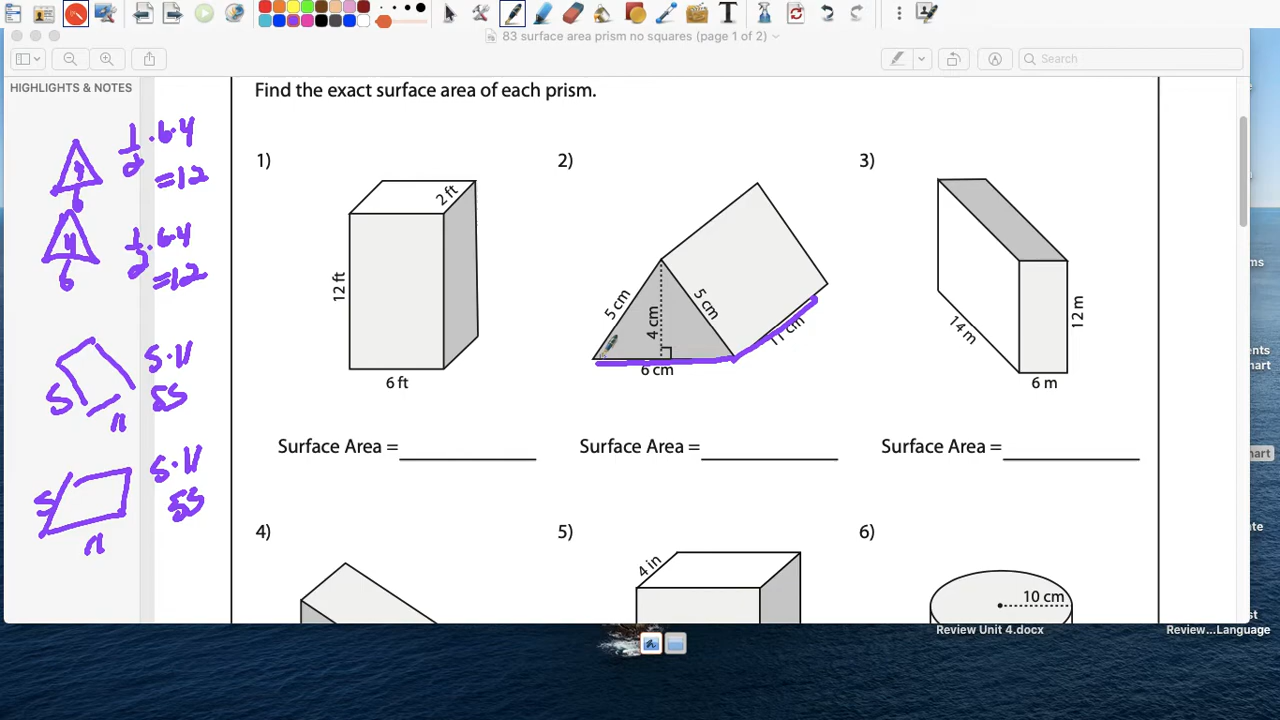 83 surface area prism no squares (page 1 of 2)
Search
HIGHLIGHTS & NOTES
Find the exact surface area of each prism.
1)
2 ft
12 ft
6 ft
Surface Area =
2)
5 cm
4 cm
5 cm
11 cm
6 cm
Surface Area =
3)
14 m
12 m
6 m
Surface Area =
4)
5)
4 in
6)
10 cm
4
6
1/2 · 6 · 4
= 12
4
6
1/2 · 6 · 4
= 12
5
11
5 · 11
55
5
11
5 · 11
55
Review Unit 4.docx
Review...Language